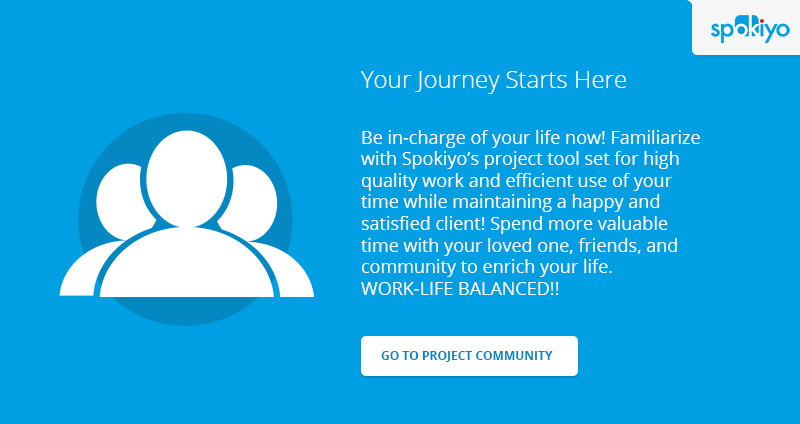 spokiyo
Your Journey Starts Here
Be in-charge of your life now! Familiarize
with Spokiyo’s project tool set for high
quality work and efficient use of your
time while maintaining a happy and
satisfied client! Spend more valuable
time with your loved one, friends, and
community to enrich your life.
WORK-LIFE BALANCED!!
GO TO PROJECT COMMUNITY